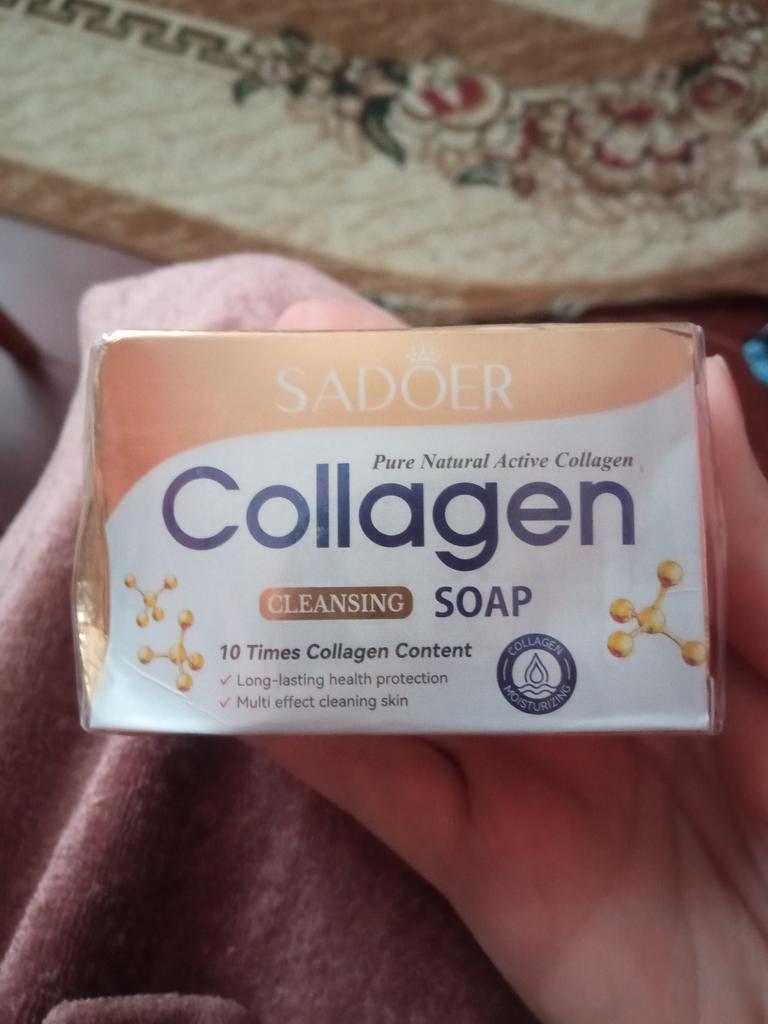 SADOER
Pure Natural Active Collagen
Collagen
CLEANSING SOAP
10 Times Collagen Content
✓ Long-lasting health protection
✓ Multi effect cleaning skin
COLLAGEN
MOISTURIZING